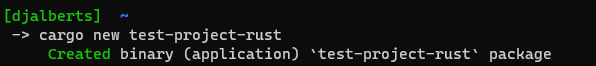 [djalberts] ~
-> cargo new test-project-rust
Created binary (application) `test-project-rust` package